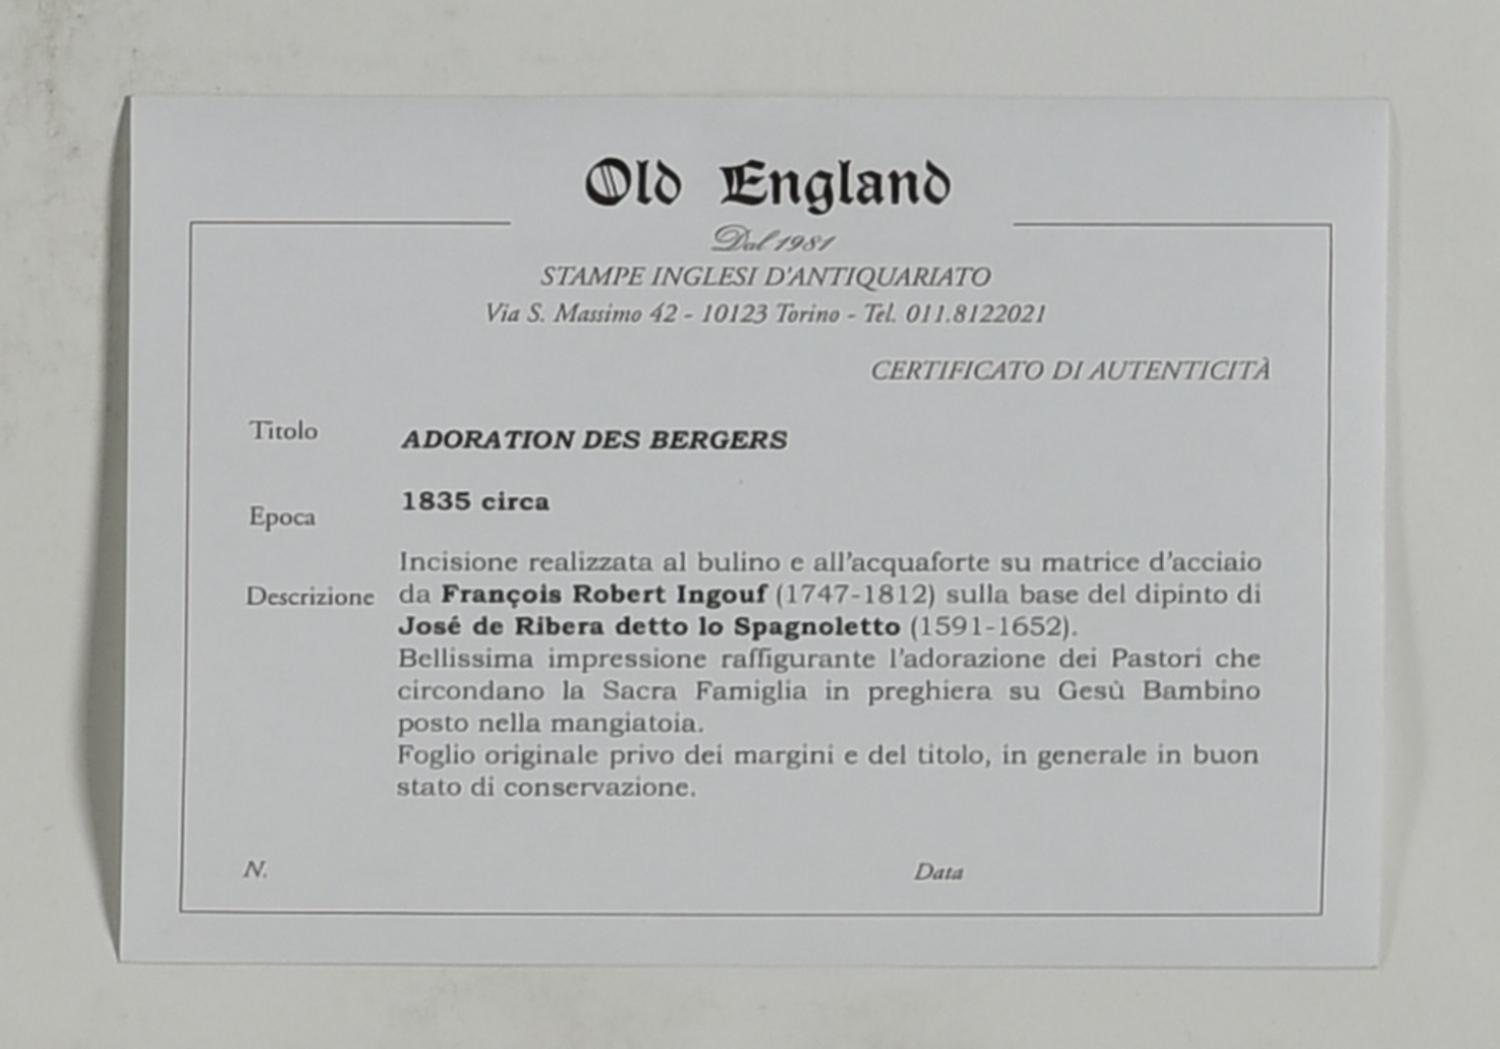 Old England
Dal 1981
STAMPE INGLESI D'ANTIQUARIATO
Via S. Massimo 42 - 10123 Torino - Tel. 011.8122021
CERTIFICATO DI AUTENTICITÀ
Titolo ADORATION DES BERGERS
Epoca 1835 circa
Descrizione Incisione realizzata al bulino e all'acquaforte su matrice d'acciaio
da François Robert Ingouf (1747-1812) sulla base del dipinto di
José de Ribera detto lo Spagnoletto (1591-1652).
Bellissima impressione raffigurante l'adorazione dei Pastori che
circondano la Sacra Famiglia in preghiera su Gesù Bambino
posto nella mangiatoia.
Foglio originale privo dei margini e del titolo, in generale in buon
stato di conservazione.
N. Data